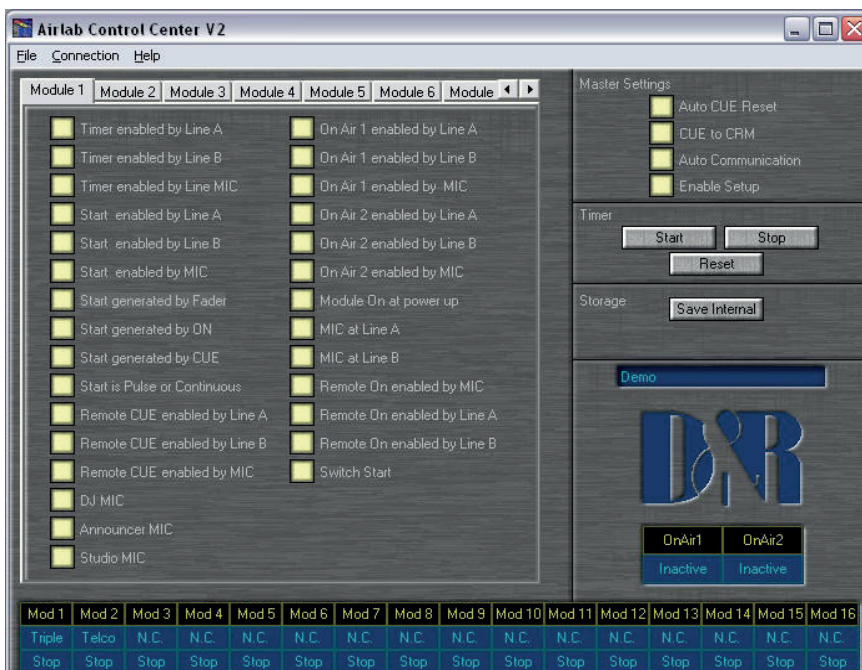 Airlab Control Center V2
File Connection Help
Module 1 Module 2 Module 3 Module 4 Module 5 Module 6 Module
Timer enabled by Line A
Timer enabled by Line B
Timer enabled by Line MIC
Start enabled by Line A
Start enabled by Line B
Start enabled by MIC
Start generated by Fader
Start generated by ON
Start generated by CUE
Start is Pulse or Continuous
Remote CUE enabled by Line A
Remote CUE enabled by Line B
Remote CUE enabled by MIC
DJ MIC
Announcer MIC
Studio MIC
On Air 1 enabled by Line A
On Air 1 enabled by Line B
On Air 1 enabled by MIC
On Air 2 enabled by Line A
On Air 2 enabled by Line B
On Air 2 enabled by MIC
Module On at power up
MIC at Line A
MIC at Line B
Remote On enabled by MIC
Remote On enabled by Line A
Remote On enabled by Line B
Switch Start
Master Settings
Auto CUE Reset
CUE to CRM
Auto Communication
Enable Setup
Timer
Start Stop
Reset
Storage
Save Internal
Demo
D&R
OnAir1 OnAir2
Inactive Inactive
Mod 1 Mod 2 Mod 3 Mod 4 Mod 5 Mod 6 Mod 7 Mod 8 Mod 9 Mod 10 Mod 11 Mod 12 Mod 13 Mod 14 Mod 15 Mod 16
Triple Telco N.C. N.C. N.C. N.C. N.C. N.C. N.C. N.C. N.C. N.C. N.C. N.C. N.C. N.C.
Stop Stop Stop Stop Stop Stop Stop Stop Stop Stop Stop Stop Stop Stop Stop Stop